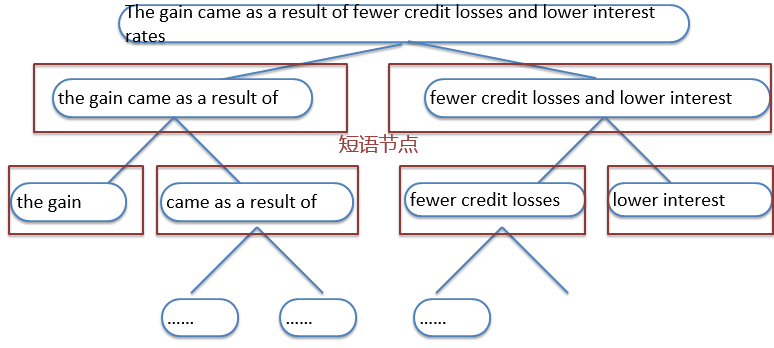 The gain came as a result of fewer credit losses and lower interest
rates
the gain came as a result of
fewer credit losses and lower interest
短语节点
the gain
came as a result of
fewer credit losses
lower interest
......
......
......